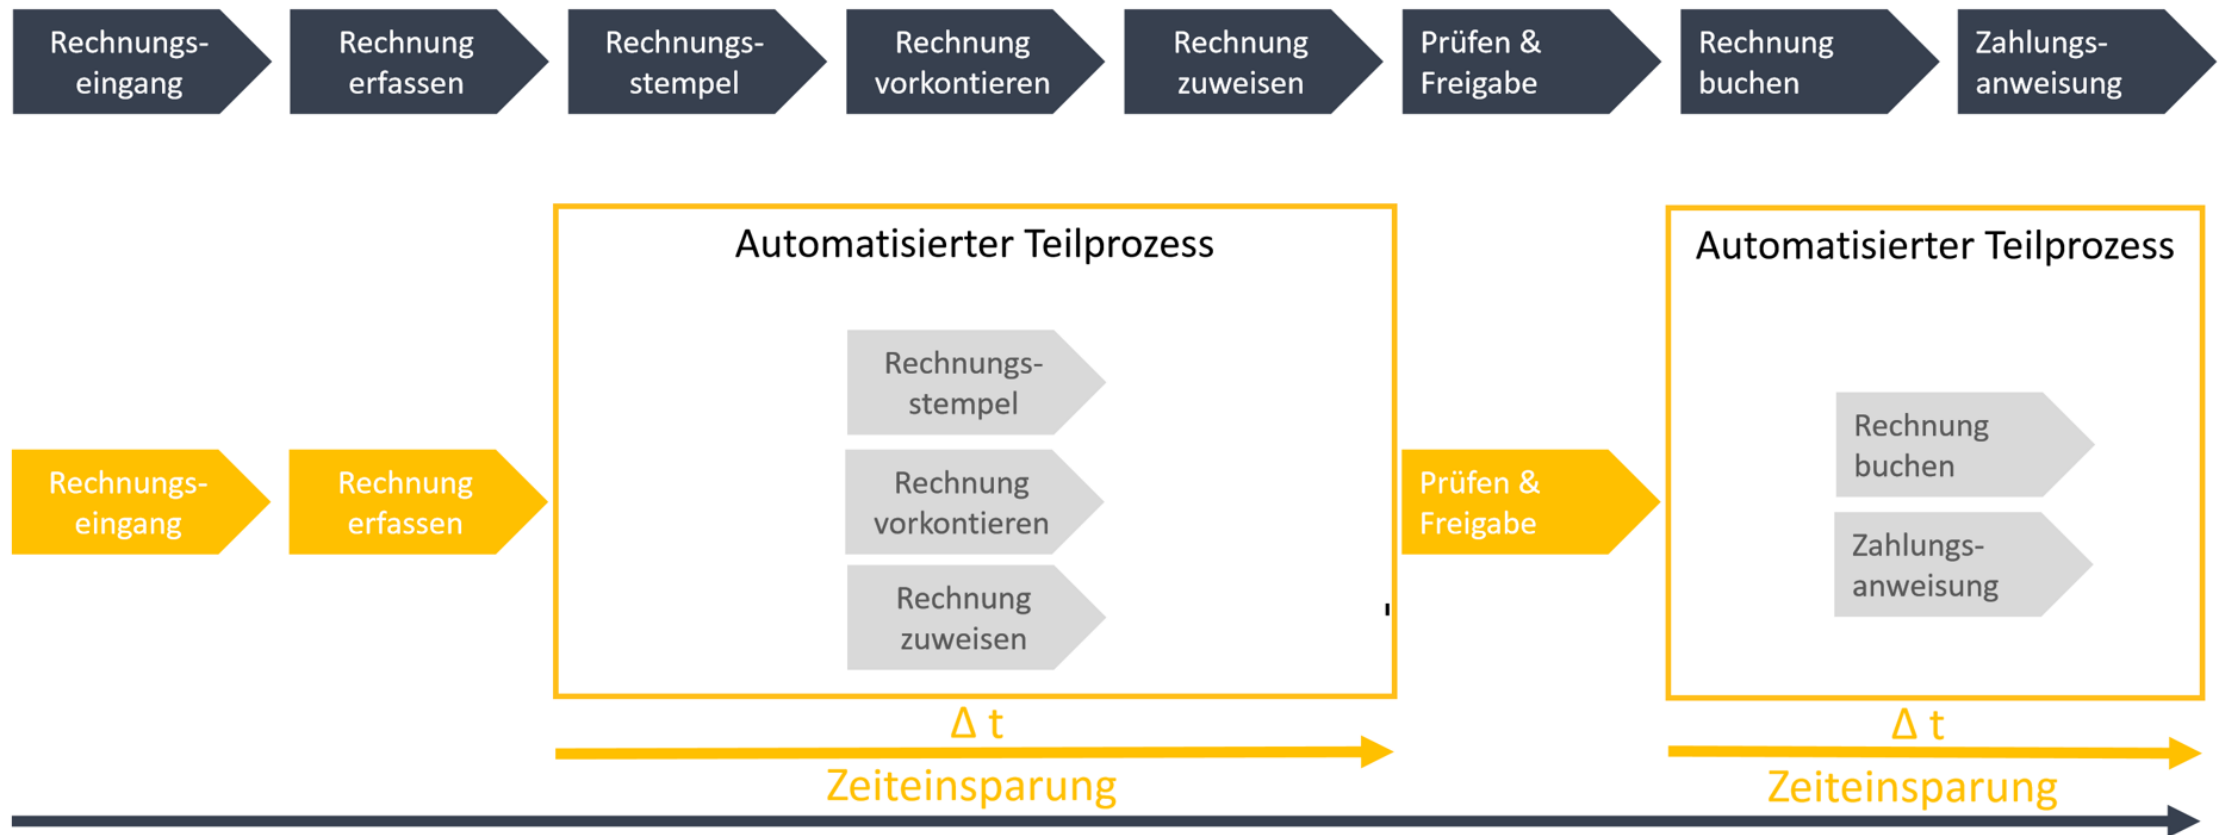 Rechnungs-
eingang
Rechnung
erfassen
Rechnungs-
stempel
Rechnung
vorkontieren
Rechnung
zuweisen
Prüfen &
Freigabe
Rechnung
buchen
Zahlungs-
anweisung
Automatisierter Teilprozess
Automatisierter Teilprozess
Rechnungs-
eingang
Rechnung
erfassen
Rechnungs-
stempel
Rechnung
vorkontieren
Rechnung
zuweisen
Prüfen &
Freigabe
Rechnung
buchen
Zahlungs-
anweisung
Δ t
Zeiteinsparung
Δ t
Zeiteinsparung